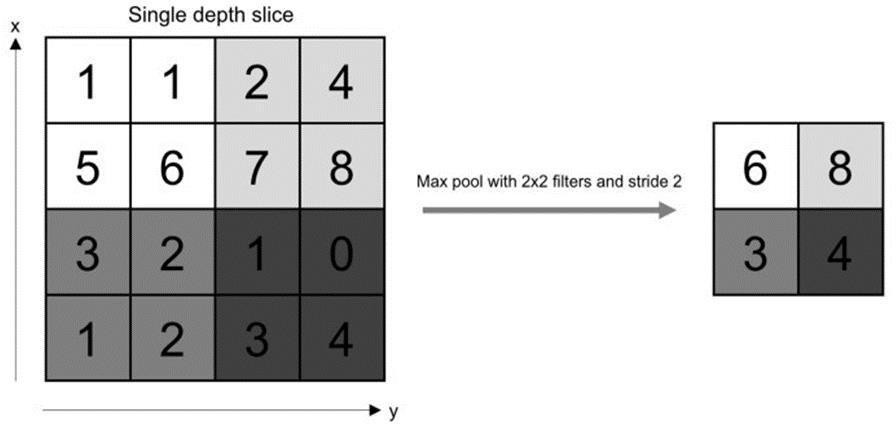 Single depth slice
x
1 1 2 4
5 6 7 8
3 2 1 0
1 2 3 4
y
Max pool with 2x2 filters and stride 2
6 8
3 4